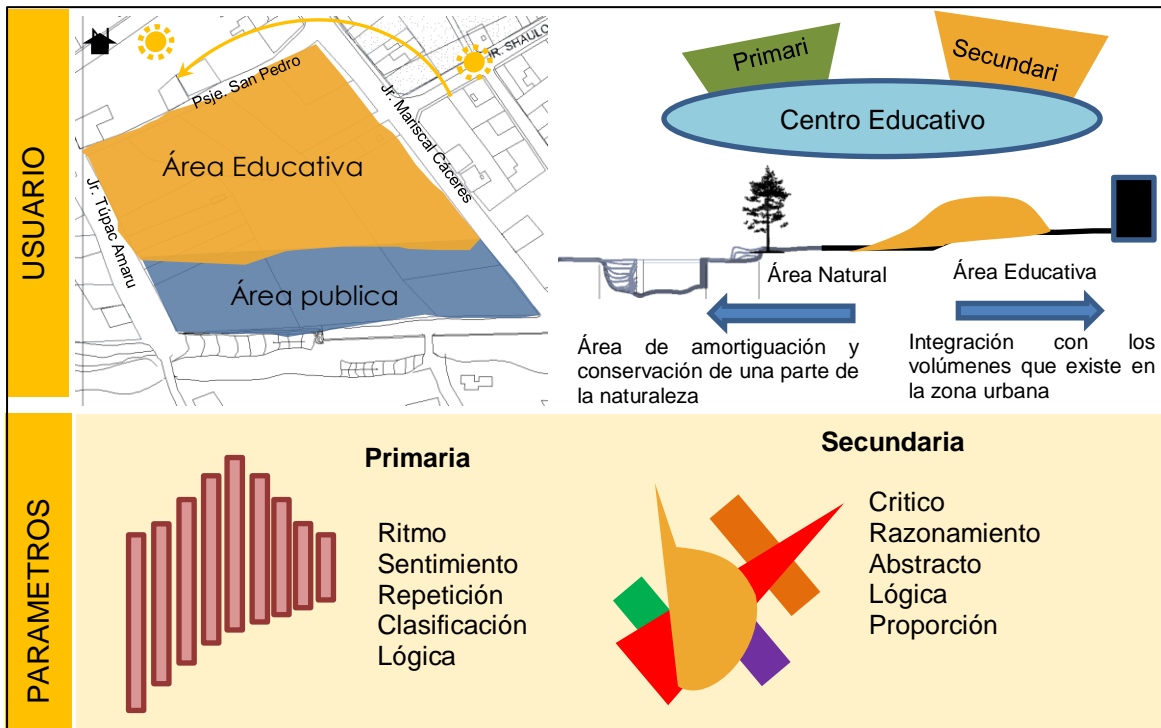 USUARIO
Psje. San Pedro
JR. SHAULO
Jr. Mariscal Cáceres
Jr. Túpac Amaru
Área Educativa
Área publica
Primari
Secundari
Centro Educativo
Área Natural
Área Educativa
Área de amortiguación y
conservación de una parte de
la naturaleza
Integración con los
volúmenes que existe en
la zona urbana
PARAMETROS
Primaria
Ritmo
Sentimiento
Repetición
Clasificación
Lógica
Secundaria
Critico
Razonamiento
Abstracto
Lógica
Proporción